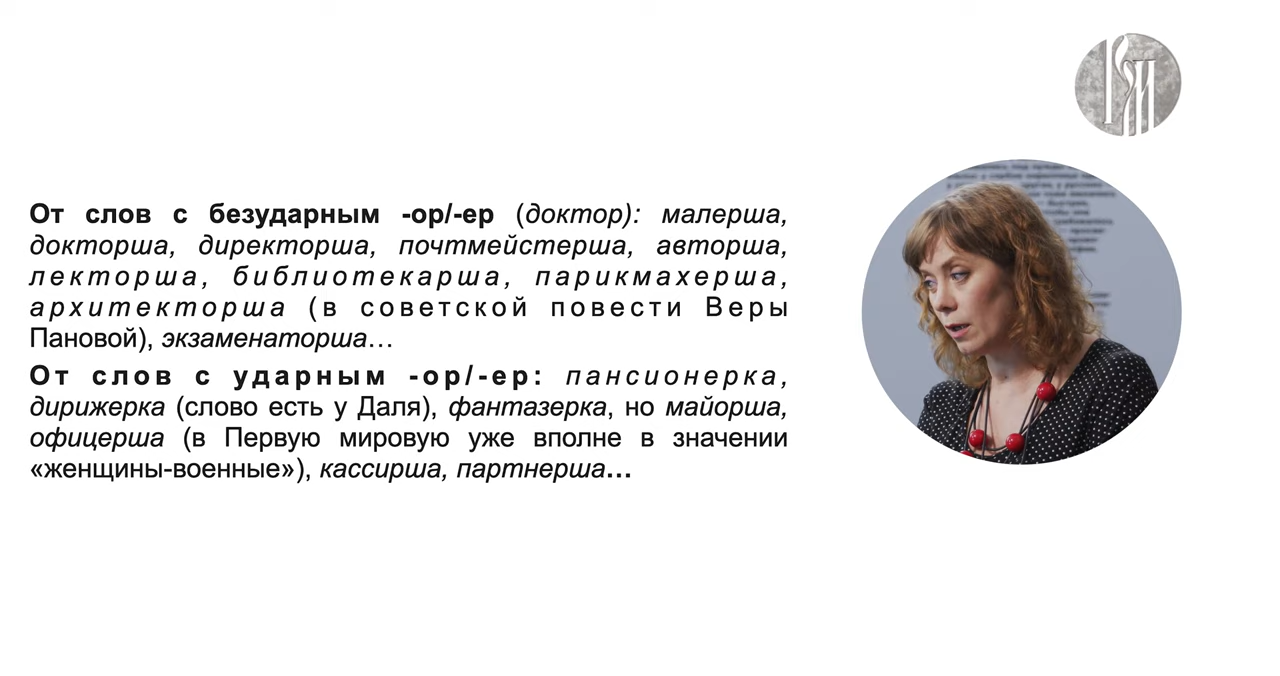 От слов с безударным -ор/-ер (доктор): малерша,
докторша, директорша, почтмейстерша, авторша,
лекторша, библиотекарша, парикмахерша,
архитекторша (в советской повести Веры
Пановой), экзаменаторша…
От слов с ударным -ор/-ер: пансионерка,
дирижерка (слово есть у Даля), фантазерка, но майорша,
офицерша (в Первую мировую уже вполне в значении
«женщины-военные»), кассирша, партнерша…